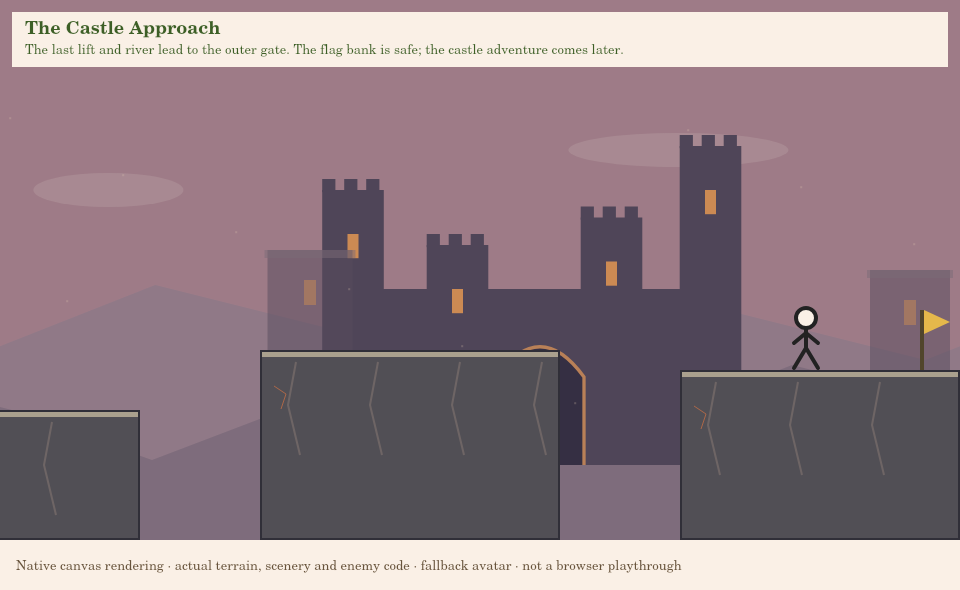 The Castle Approach
The last lift and river lead to the outer gate. The flag bank is safe; the castle adventure comes later.
Native canvas rendering · actual terrain, scenery and enemy code · fallback avatar · not a browser playthrough